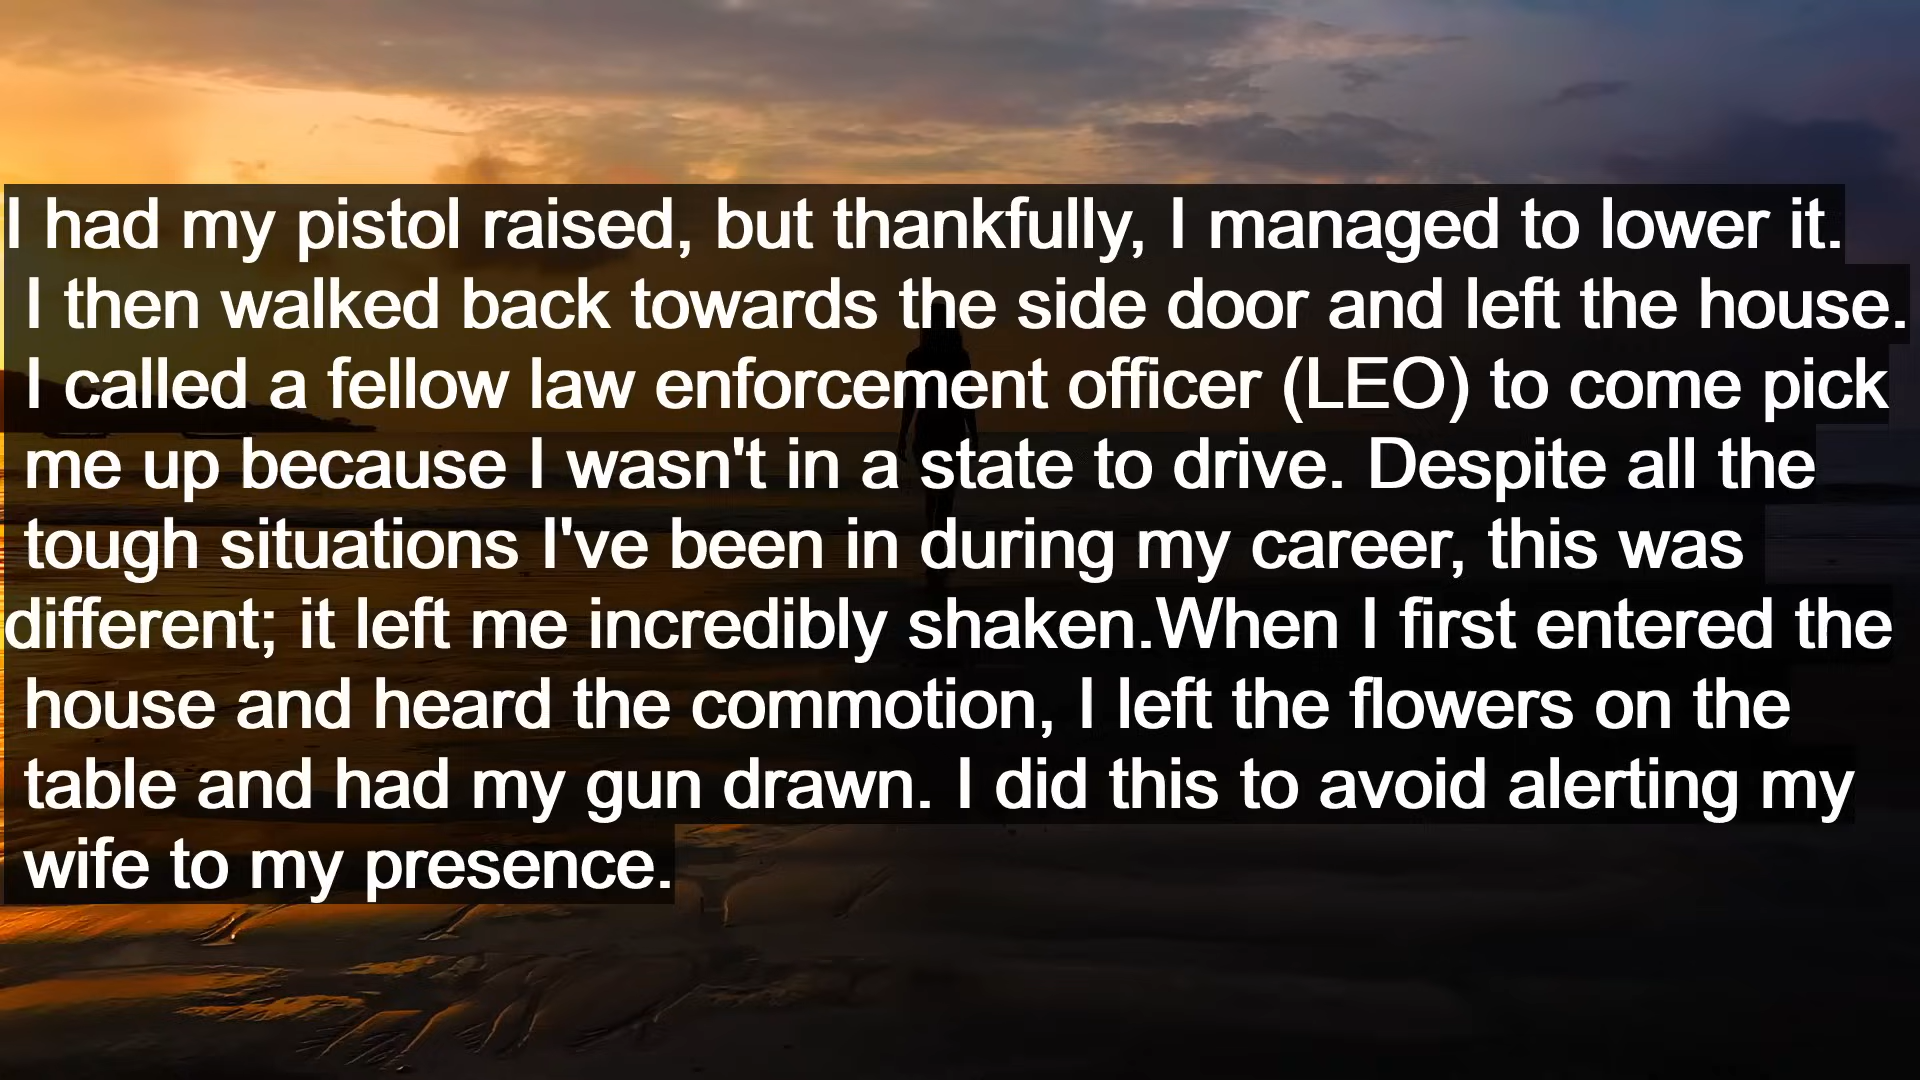 I had my pistol raised, but thankfully, I managed to lower it.
I then walked back towards the side door and left the house.
I called a fellow law enforcement officer (LEO) to come pick
me up because I wasn't in a state to drive. Despite all the
tough situations I've been in during my career, this was
different; it left me incredibly shaken.When I first entered the
house and heard the commotion, I left the flowers on the
table and had my gun drawn. I did this to avoid alerting my
wife to my presence.